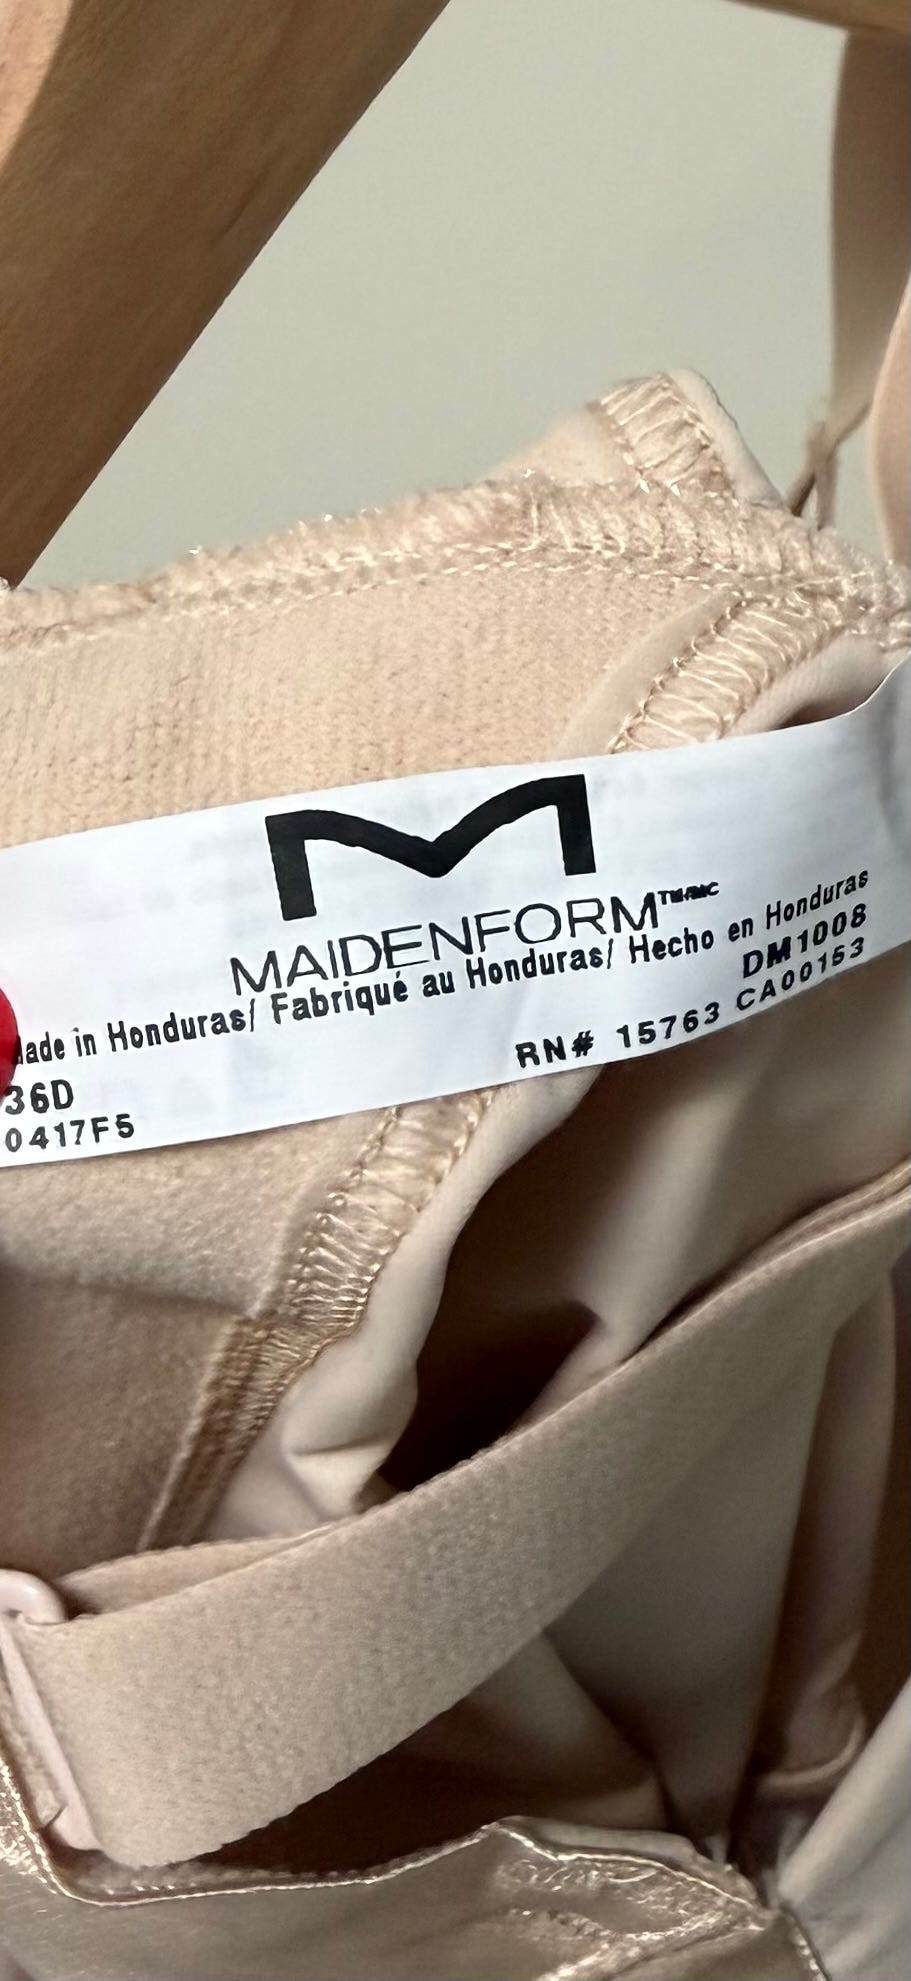 M
MAIDENFORM™/MC
Made in Honduras/ Fabriqué au Honduras/ Hecho en Honduras
DM1008
36D
RN# 15763 CA00153
0417F5